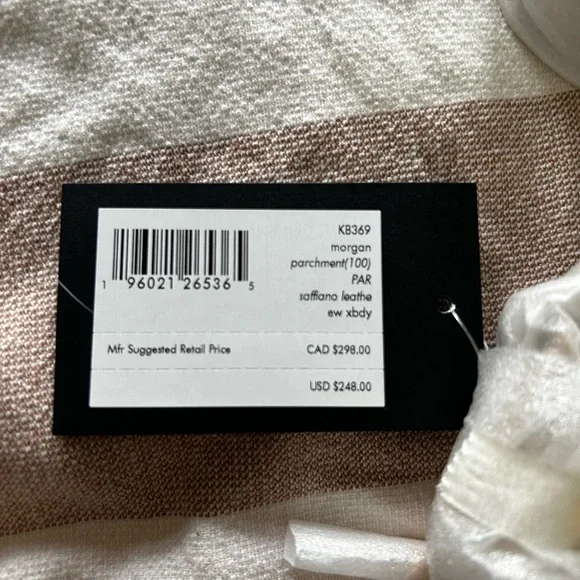 KB369
morgan
parchment(100)
PAR
saffiano leathe
ew xbdy
1 96021 26536 5
Mfr Suggested Retail Price CAD $298.00
USD $248.00